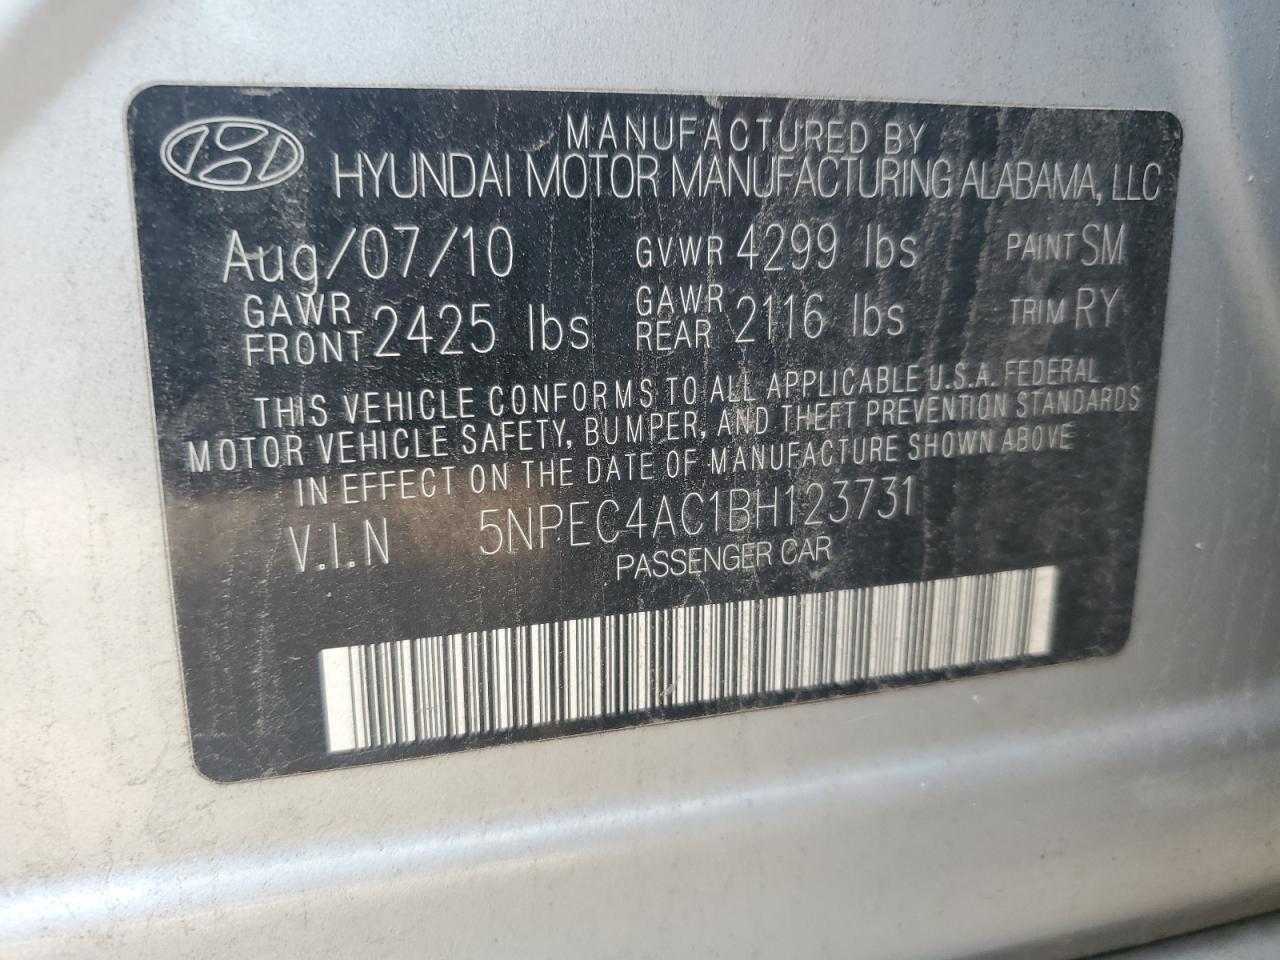 MANUFACTURED BY
HYUNDAI MOTOR MANUFACTURING ALABAMA, LLC
Aug/07/10 GVWR 4299 lbs PAINT SM
GAWR FRONT 2425 lbs GAWR REAR 2116 lbs TRIM RY
THIS VEHICLE CONFORMS TO ALL APPLICABLE U.S.A. FEDERAL
MOTOR VEHICLE SAFETY, BUMPER, AND THEFT PREVENTION STANDARDS
IN EFFECT ON THE DATE OF MANUFACTURE SHOWN ABOVE
V.I.N 5NPEC4AC1BH123731
PASSENGER CAR